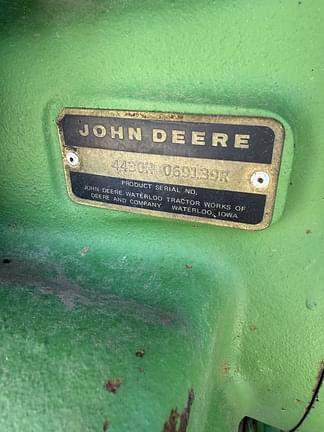 JOHN DEERE
4430H 069139R
PRODUCT SERIAL NO.
JOHN DEERE WATERLOO TRACTOR WORKS OF
DEERE AND COMPANY WATERLOO, IOWA